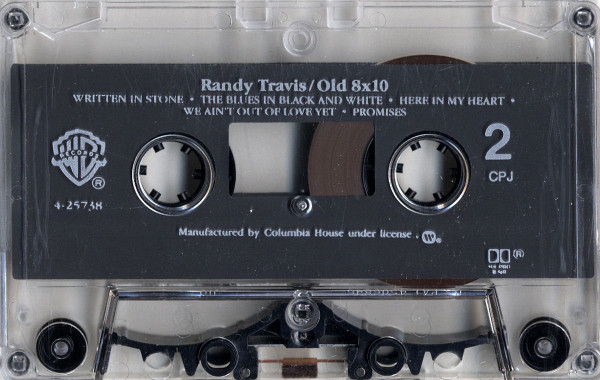 Randy Travis/Old 8x10
WRITTEN IN STONE • THE BLUES IN BLACK AND WHITE • HERE IN MY HEART •
WE AIN'T OUT OF LOVE YET • PROMISES
RECORDS
®
2
CPJ
4-25738
Manufactured by Columbia House under license. ®
®